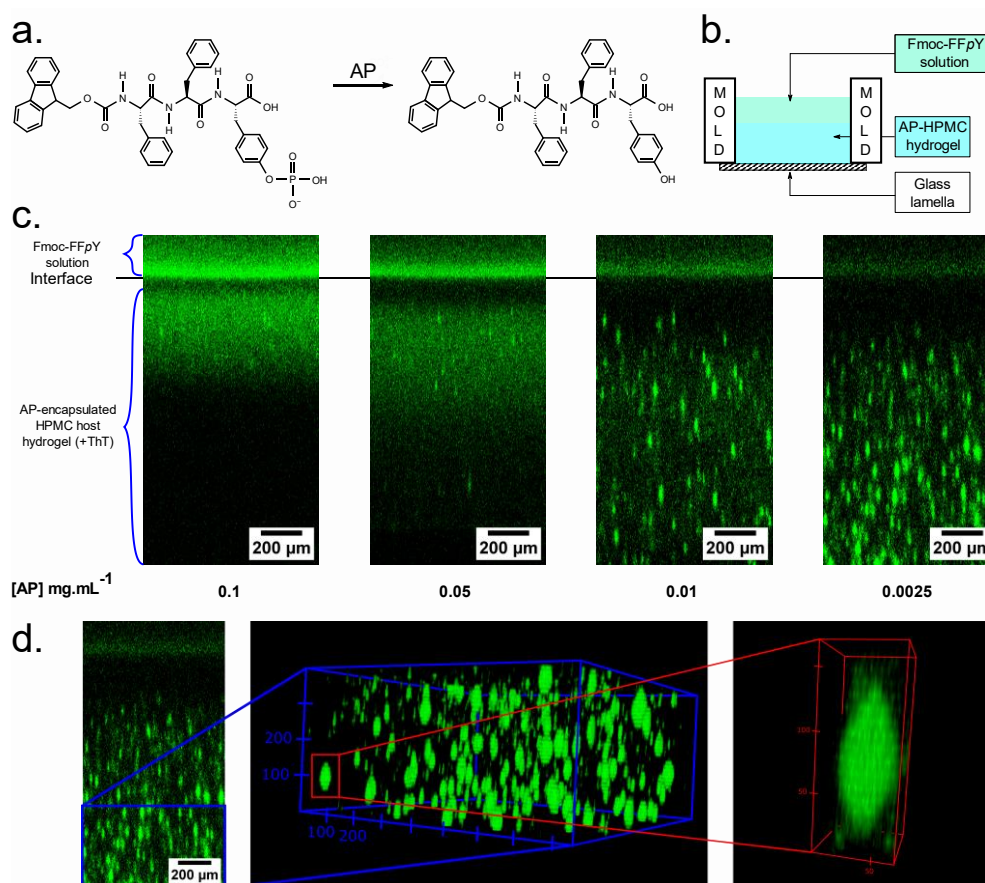 a.
b.
AP
H
O
H
O
N
O
N
N
OH
O
H
O
O
O
P
OH
O⁻
H
O
H
O
N
O
N
N
OH
O
H
O
OH
Fmoc-FFpY
solution
M
O
L
D
M
O
L
D
AP-HPMC
hydrogel
Glass
lamella
c.
Fmoc-FFpY
solution
Interface
AP-encapsulated
HPMC host
hydrogel (+ThT)
200 µm
200 µm
200 µm
200 µm
[AP] mg.mL⁻¹ 0.1 0.05 0.01 0.0025
d.
200 µm
200
100
100 200
100
50
50